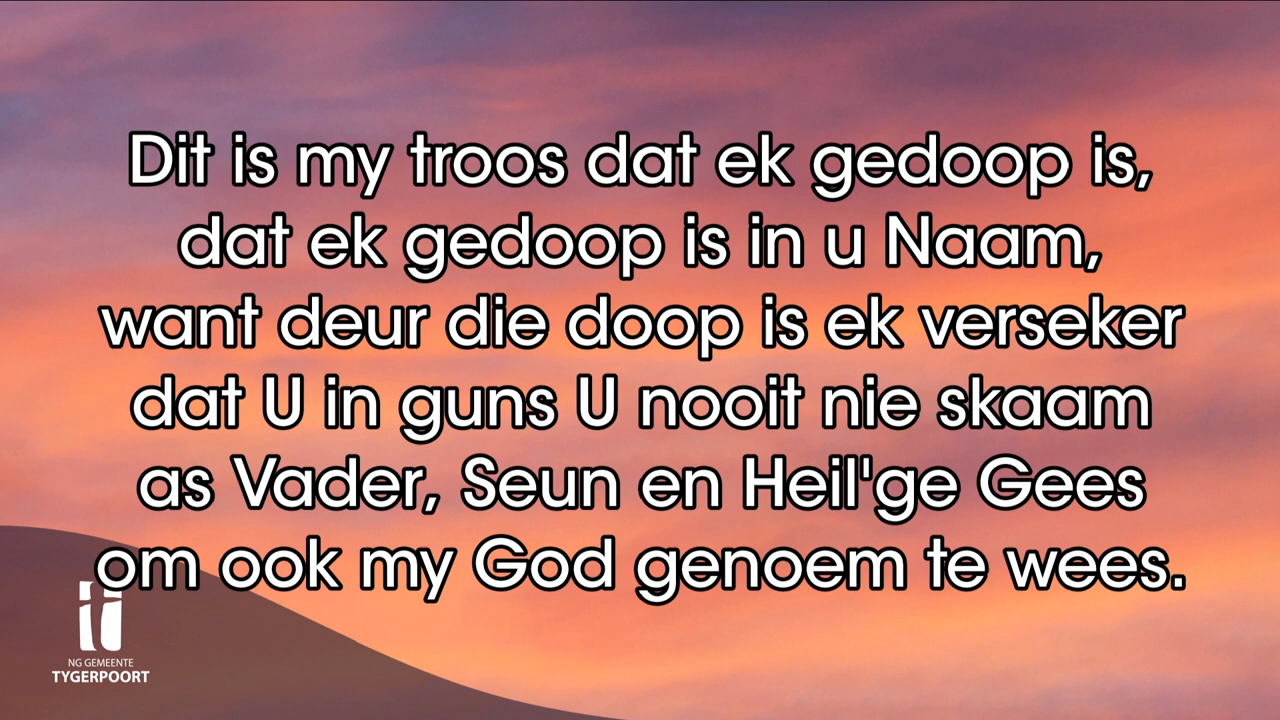 Dit is my troos dat ek gedoop is,
dat ek gedoop is in u Naam,
want deur die doop is ek verseker
dat U in guns U nooit nie skaam
as Vader, Seun en Heil'ge Gees
om ook my God genoem te wees.
NG GEMEENTE
TYGERPOORT